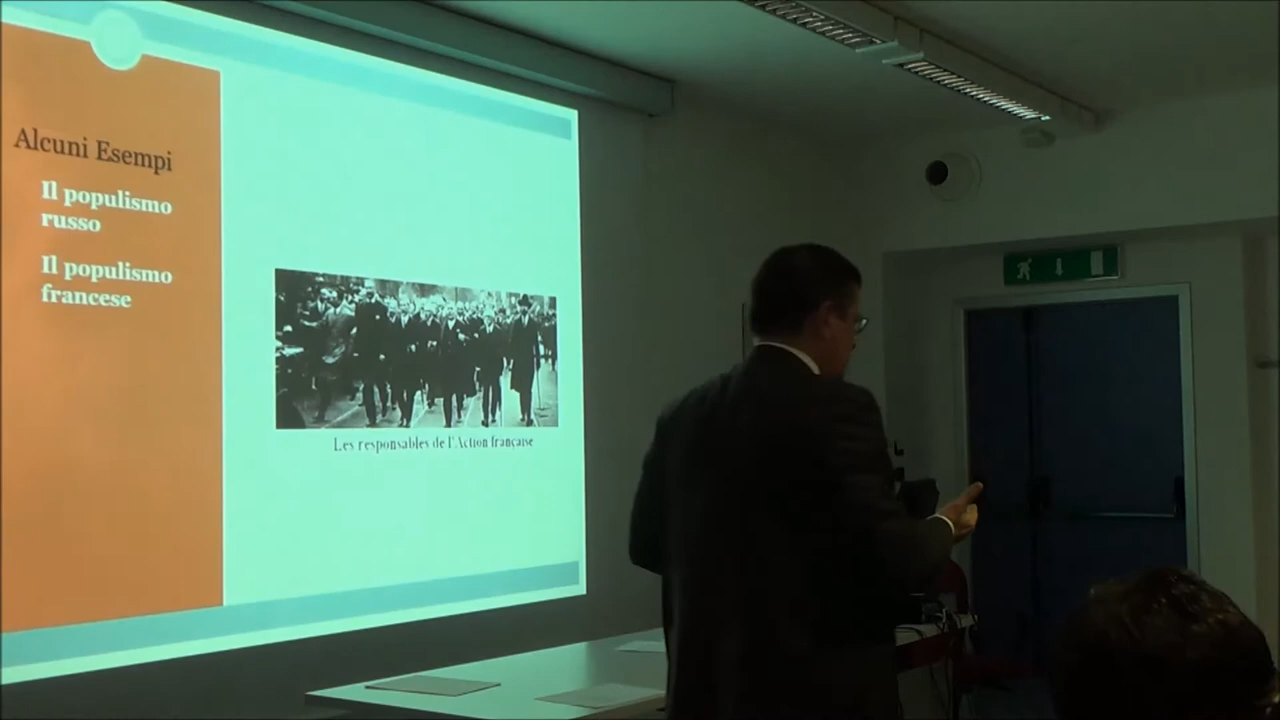 Alcuni Esempi
Il populismo
russo
Il populismo
francese
Les responsables de l'Action française